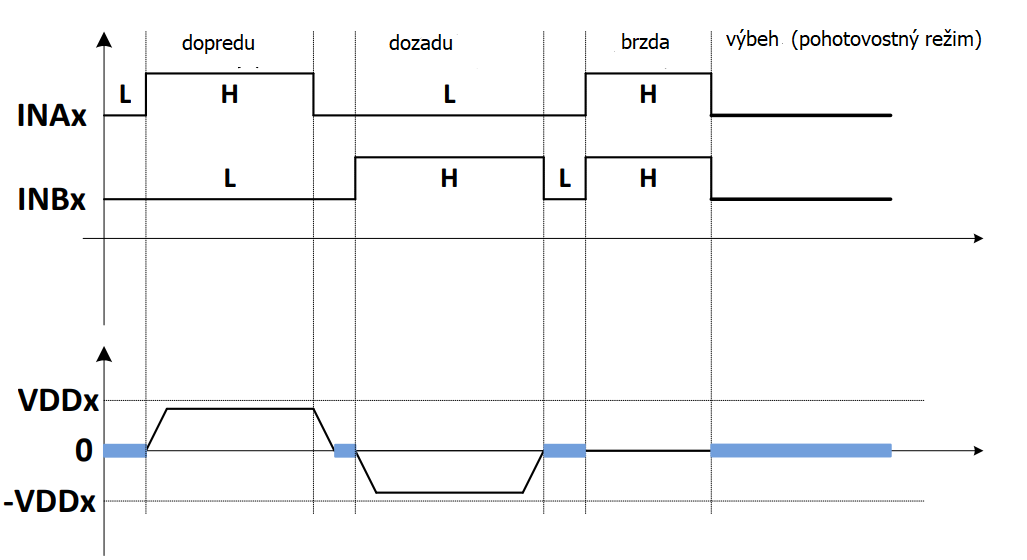 dopredu dozadu brzda výbeh (pohotovostný režim)
INAx L H L H
INBx L H L H
VDDx
0
-VDDx